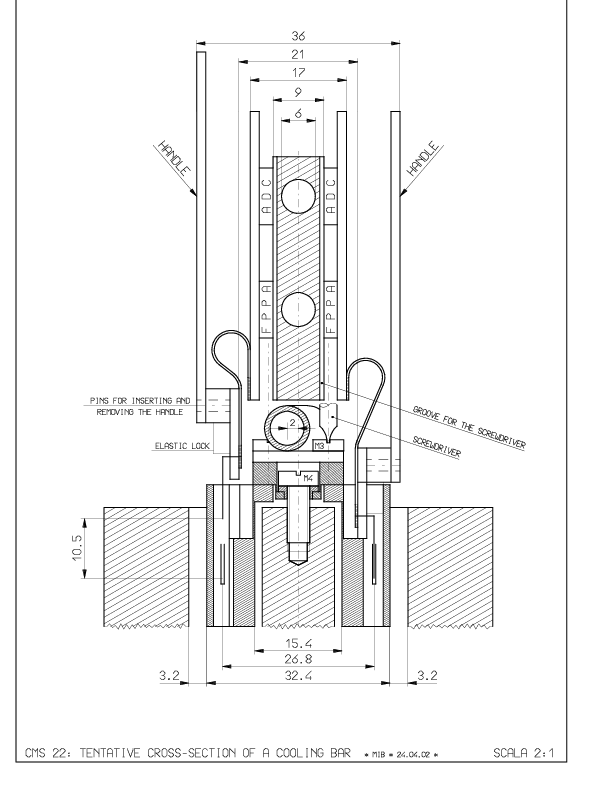 36
21
17
9
6
HANDLE
HANDLE
ADC
ADC
FPPA
FPPA
PINS FOR INSERTING AND
REMOVING THE HANDLE
GROOVE FOR THE SCREWDRIVER
2
SCREWDRIVER
ELASTIC LOCK
M3
M4
10.5
15.4
26.8
3.2
32.4
3.2
CMS 22: TENTATIVE CROSS-SECTION OF A COOLING BAR * MIB = 24.04.02 * SCALA 2:1